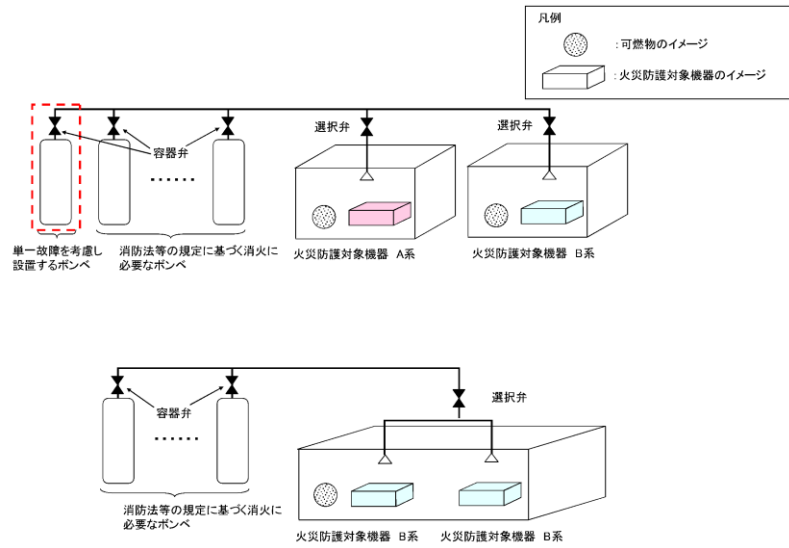 凡例
：可燃物のイメージ
：火災防護対象機器のイメージ
選択弁
選択弁
容器弁
……
単一故障を考慮し
設置するボンベ
消防法等の規定に基づく消火に
必要なボンベ
火災防護対象機器 A系
火災防護対象機器 B系
選択弁
容器弁
……
消防法等の規定に基づく消火に
必要なボンベ
火災防護対象機器 B系
火災防護対象機器 B系